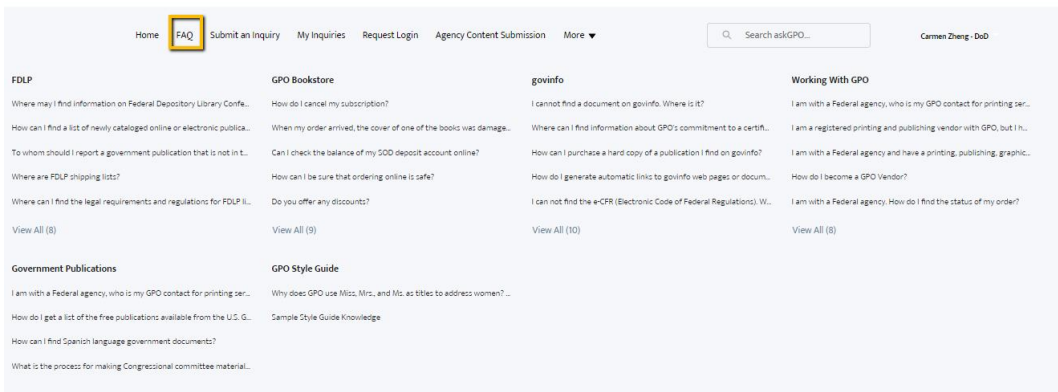 Home FAQ Submit an Inquiry My Inquiries Request Login Agency Content Submission More ▼ Search askGPO... Carmen Zheng - DoD
FDLP
Where may I find information on Federal Depository Library Confe...
How can I find a list of newly cataloged online or electronic publica...
To whom should I report a government publication that is not in t...
Where are FDLP shipping lists?
Where can I find the legal requirements and regulations for FDLP li...
View All (8)
GPO Bookstore
How do I cancel my subscription?
When my order arrived, the cover of one of the books was damage...
Can I check the balance of my SOD deposit account online?
How can I be sure that ordering online is safe?
Do you offer any discounts?
View All (9)
govinfo
I cannot find a document on govinfo. Where is it?
Where can I find information about GPO's commitment to a certifi...
How can I purchase a hard copy of a publication I find on govinfo?
How do I generate automatic links to govinfo web pages or docum...
I can not find the e-CFR (Electronic Code of Federal Regulations). W...
View All (10)
Working With GPO
I am with a Federal agency, who is my GPO contact for printing ser...
I am a registered printing and publishing vendor with GPO, but I h...
I am with a Federal agency and have a printing, publishing, graphic...
How do I become a GPO Vendor?
I am with a Federal agency. How do I find the status of my order?
View All (8)
Government Publications
I am with a Federal agency, who is my GPO contact for printing ser...
How do I get a list of the free publications available from the U.S. G...
How can I find Spanish language government documents?
What is the process for making Congressional committee material...
GPO Style Guide
Why does GPO use Miss, Mrs., and Ms. as titles to address women? ...
Sample Style Guide Knowledge